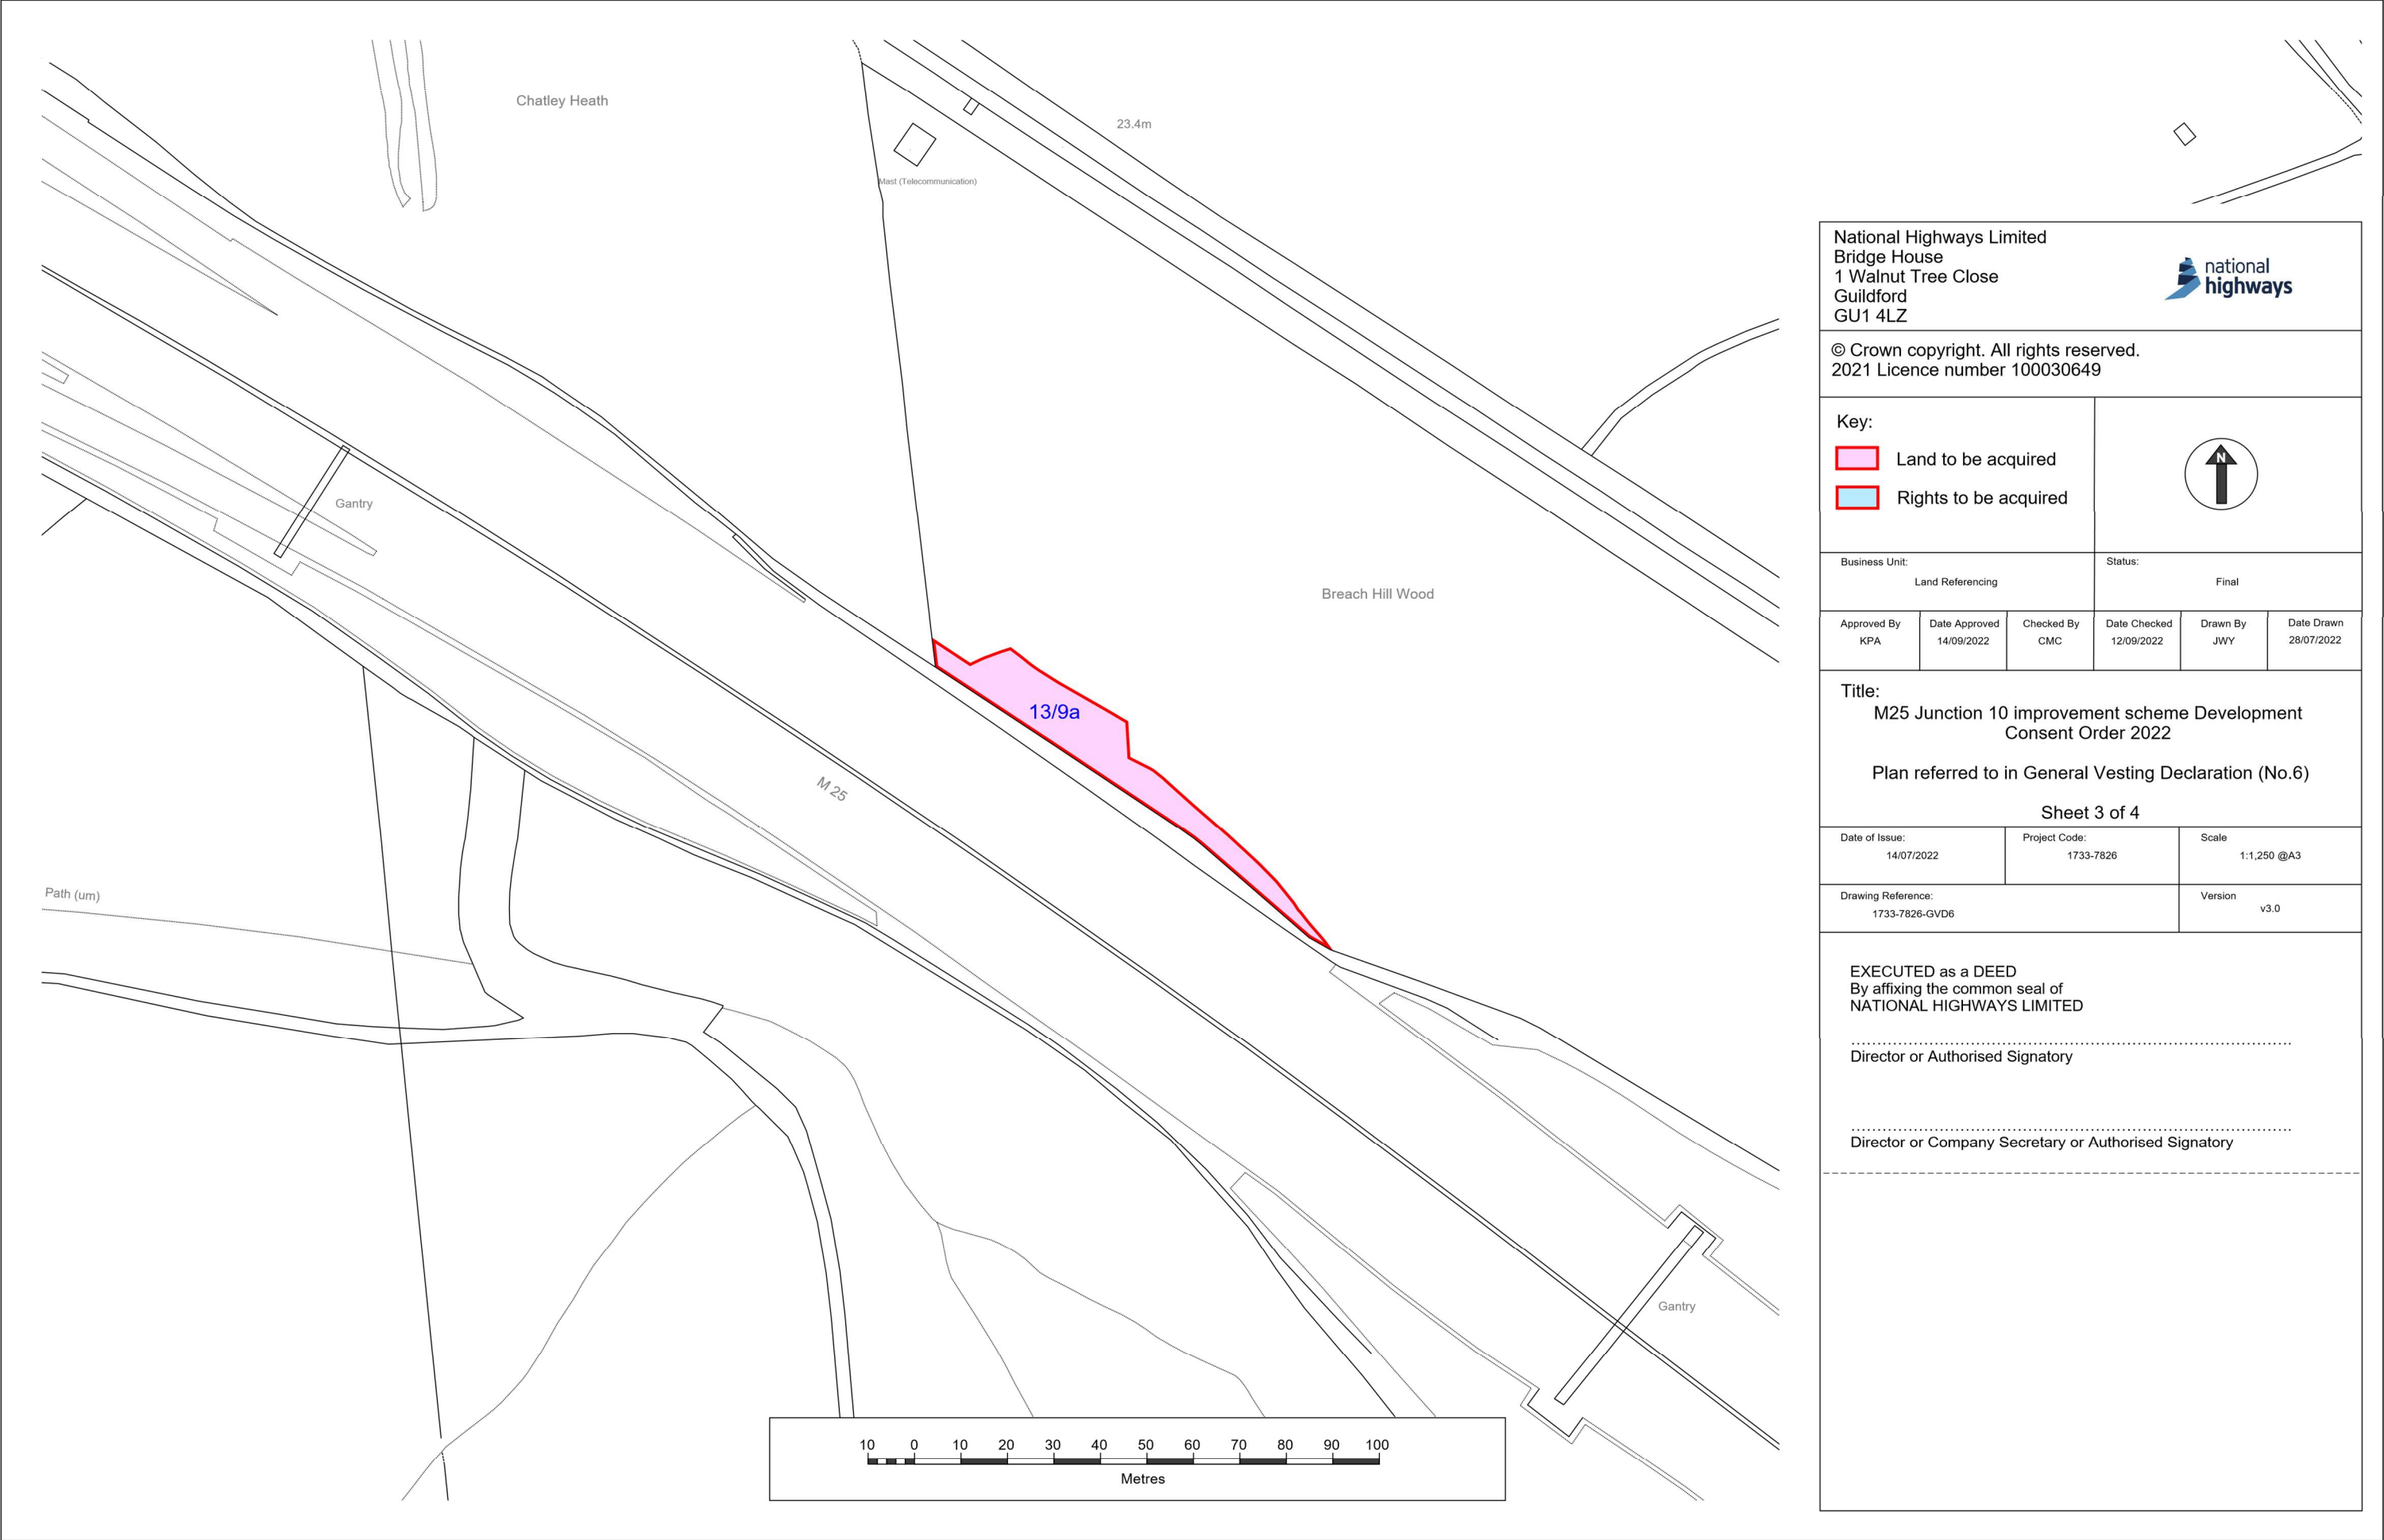 Chatley Heath
23.4m
Mast (Telecommunication)
Gantry
Breach Hill Wood
13/9a
M 25
Path (um)
Gantry
10 0 10 20 30 40 50 60 70 80 90 100
Metres
National Highways Limited
Bridge House
1 Walnut Tree Close
Guildford
GU1 4LZ
national
highways
© Crown copyright. All rights reserved.
2021 Licence number 100030649
Key:
Land to be acquired
Rights to be acquired
N
Business Unit:
Land Referencing
Status:
Final
Approved By
KPA
Date Approved
14/09/2022
Checked By
CMC
Date Checked
12/09/2022
Drawn By
JWY
Date Drawn
28/07/2022
Title:
M25 Junction 10 improvement scheme Development
Consent Order 2022
Plan referred to in General Vesting Declaration (No.6)
Sheet 3 of 4
Date of Issue:
14/07/2022
Project Code:
1733-7826
Scale
1:1,250 @A3
Drawing Reference:
1733-7826-GVD6
Version
v3.0
EXECUTED as a DEED
By affixing the common seal of
NATIONAL HIGHWAYS LIMITED
Director or Authorised Signatory
Director or Company Secretary or Authorised Signatory